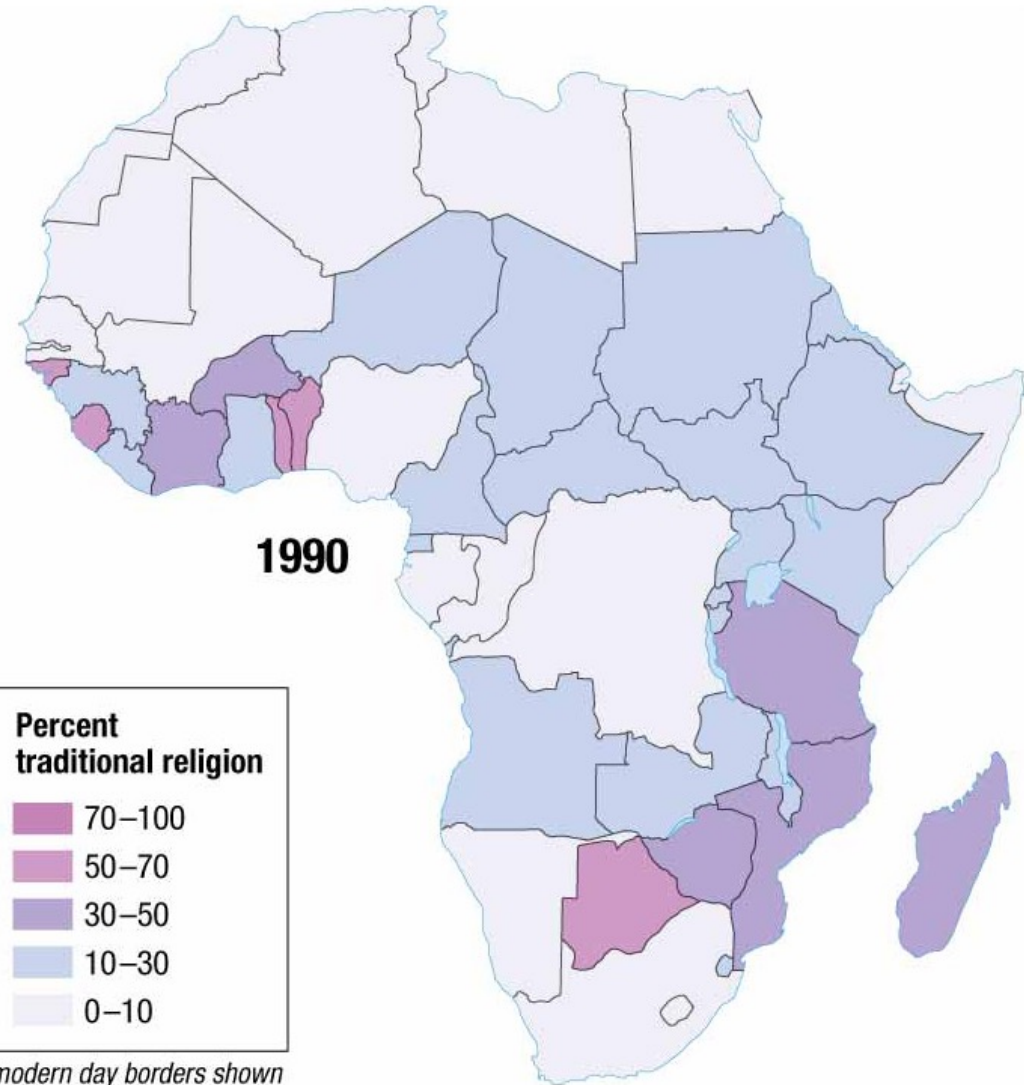 1990
Percent
traditional religion
70–100
50–70
30–50
10–30
0–10
modern day borders shown